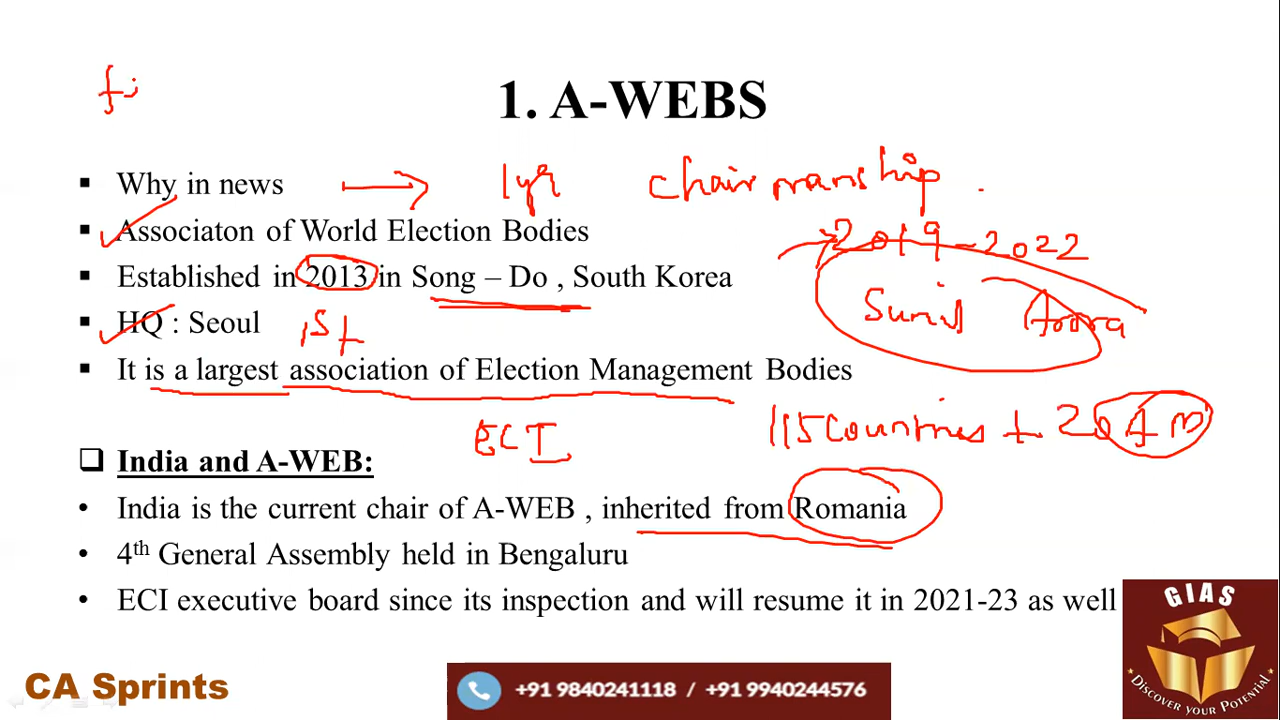 fi
1. A-WEBS
▪ Why in news → 1yr chairmanship .
▪ Associaton of World Election Bodies
2019-2022
▪ Established in 2013 in Song – Do , South Korea
▪ HQ : Seoul 1st
Sunil Arora
▪ It is a largest association of Election Management Bodies
ECI
115 Countries +
❑ India and A-WEB:
• India is the current chair of A-WEB , inherited from Romania
• 4th General Assembly held in Bengaluru
• ECI executive board since its inspection and will resume it in 2021-23 as well
GIAS
DISCOVER YOUR POTENTIAL
CA Sprints
+91 9840241118 / +91 9940244576